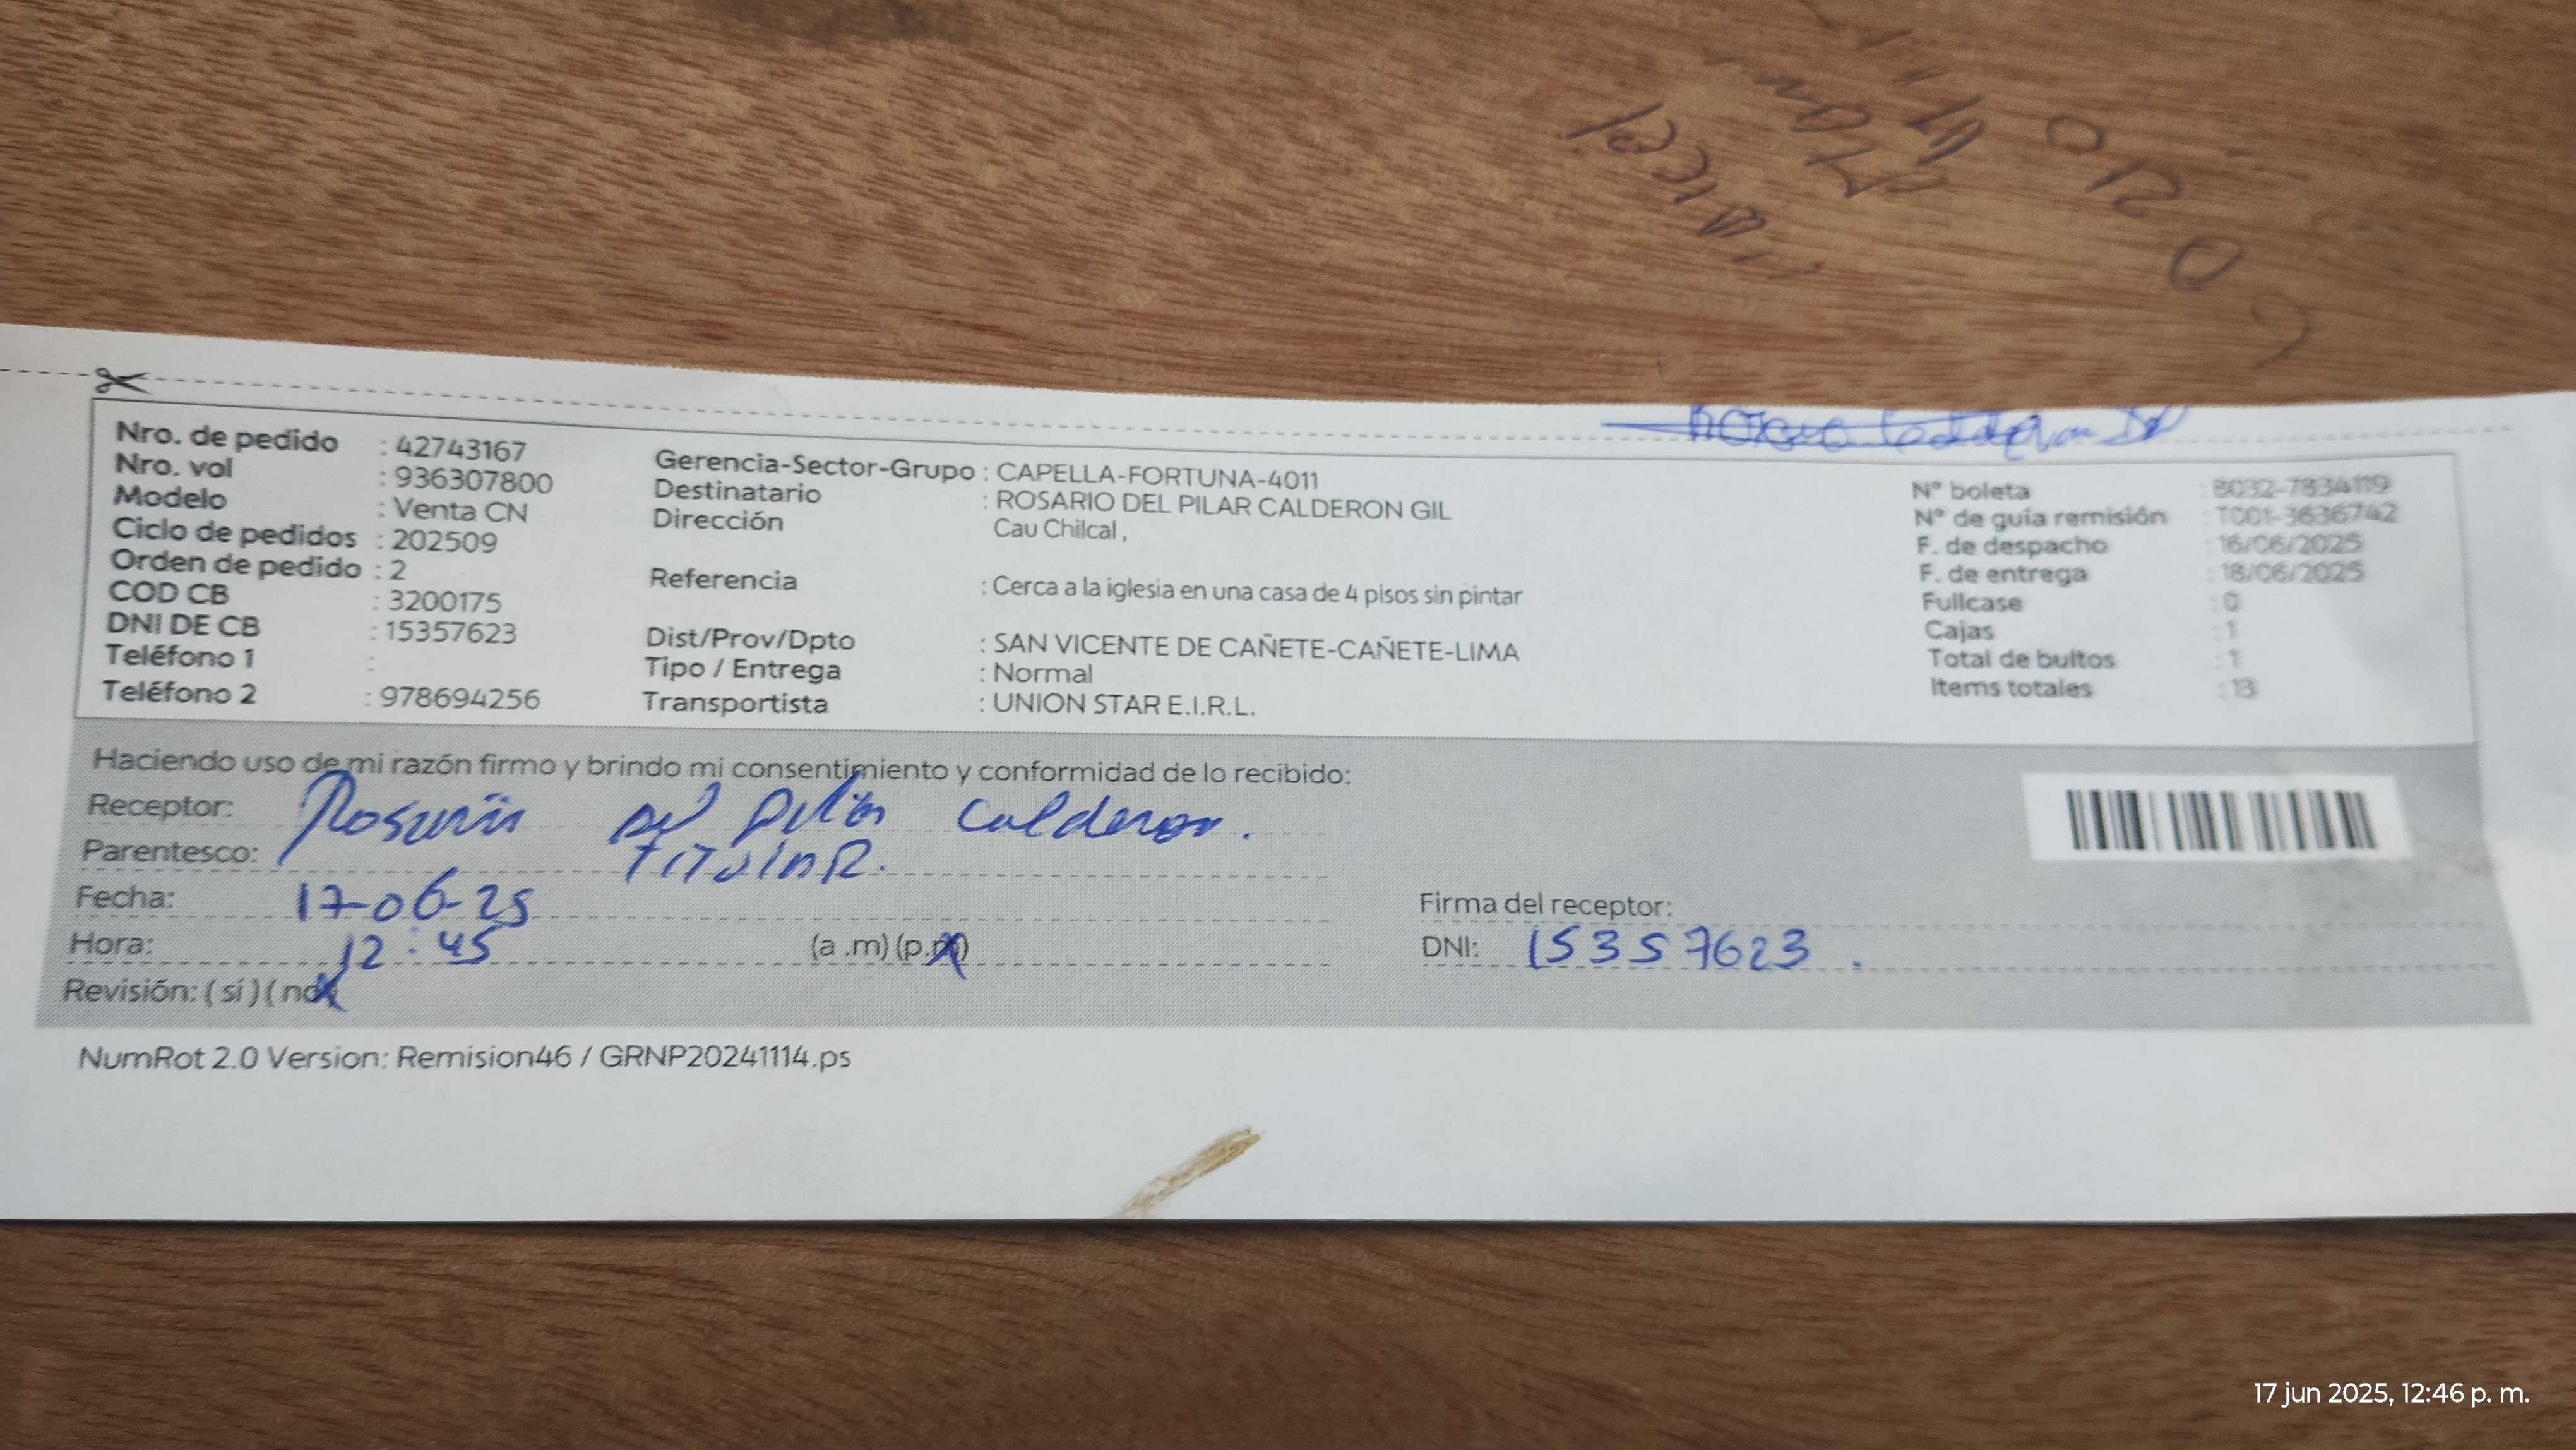 Nro. de pedido : 42743167
Nro. vol : 936307800
Modelo : Venta CN
Ciclo de pedidos : 202509
Orden de pedido : 2
COD CB : 3200175
DNI DE CB : 15357623
Teléfono 1 :
Teléfono 2 : 978694256
Gerencia-Sector-Grupo : CAPELLA-FORTUNA-4011
Destinatario : ROSARIO DEL PILAR CALDERON GIL
Dirección Cau Chilcal ,
Referencia : Cerca a la iglesia en una casa de 4 pisos sin pintar
Dist/Prov/Dpto : SAN VICENTE DE CAÑETE-CAÑETE-LIMA
Tipo / Entrega : Normal
Transportista : UNION STAR E.I.R.L.
N° boleta : B032-7834119
N° de guía remisión : T001-3636742
F. de despacho : 16/06/2025
F. de entrega : 18/06/2025
Fullcase : 0
Cajas : 1
Total de bultos : 1
Items totales : 13
Haciendo uso de mi razón firmo y brindo mi consentimiento y conformidad de lo recibido:
Receptor: Rosario del Pilar Calderon.
Parentesco: TITULAR.
Fecha: 17-06-25
Hora: 12:45 (a .m) (p.m)
Revisión: ( si ) ( no
Firma del receptor:
DNI: 15357623.
NumRot 2.0 Version: Remision46 / GRNP20241114.ps
17 jun 2025, 12:46 p. m.